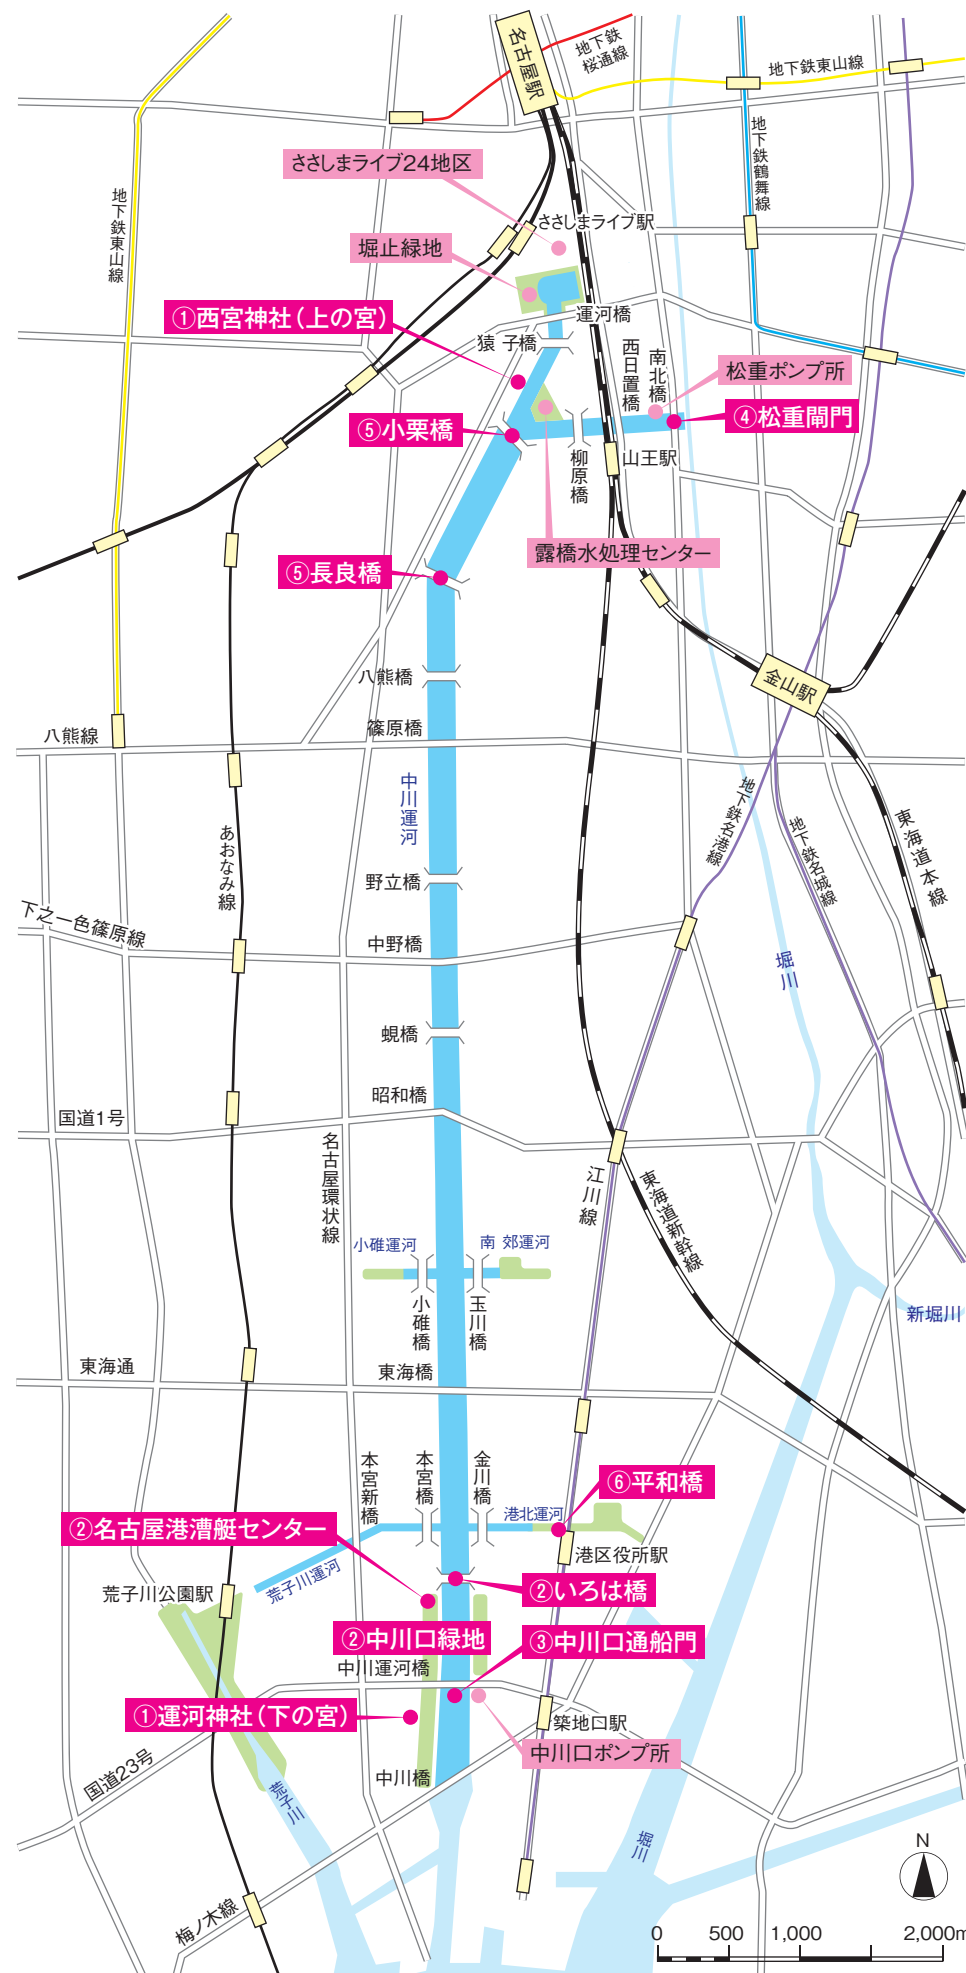 名古屋駅
地下鉄
桜通線
地下鉄東山線
地下鉄鶴舞線
地下鉄東山線
ささしまライブ24地区
ささしまライブ駅
堀止緑地
①西宮神社（上の宮）
運河橋
猿子橋
西日置橋
南北橋
松重ポンプ所
⑤小栗橋
④松重閘門
柳原橋
山王駅
露橋水処理センター
⑤長良橋
八熊橋
金山駅
篠原橋
八熊線
中川運河
地下鉄名港線
地下鉄名城線
東海道本線
あおなみ線
野立橋
下之一色篠原線
中野橋
堀川
蜆橋
昭和橋
国道1号
名古屋環状線
江川線
東海道新幹線
小碓運河
南郊運河
小碓橋
玉川橋
新堀川
東海通
東海橋
本宮新橋
本宮橋
金川橋
⑥平和橋
港北運河
②名古屋港漕艇センター
港区役所駅
荒子川運河
荒子川公園駅
②いろは橋
②中川口緑地
③中川口通船門
中川運河橋
①運河神社（下の宮）
築地口駅
中川口ポンプ所
国道23号
中川橋
荒子川
堀川
梅ノ木線
N
0 500 1,000 2,000m